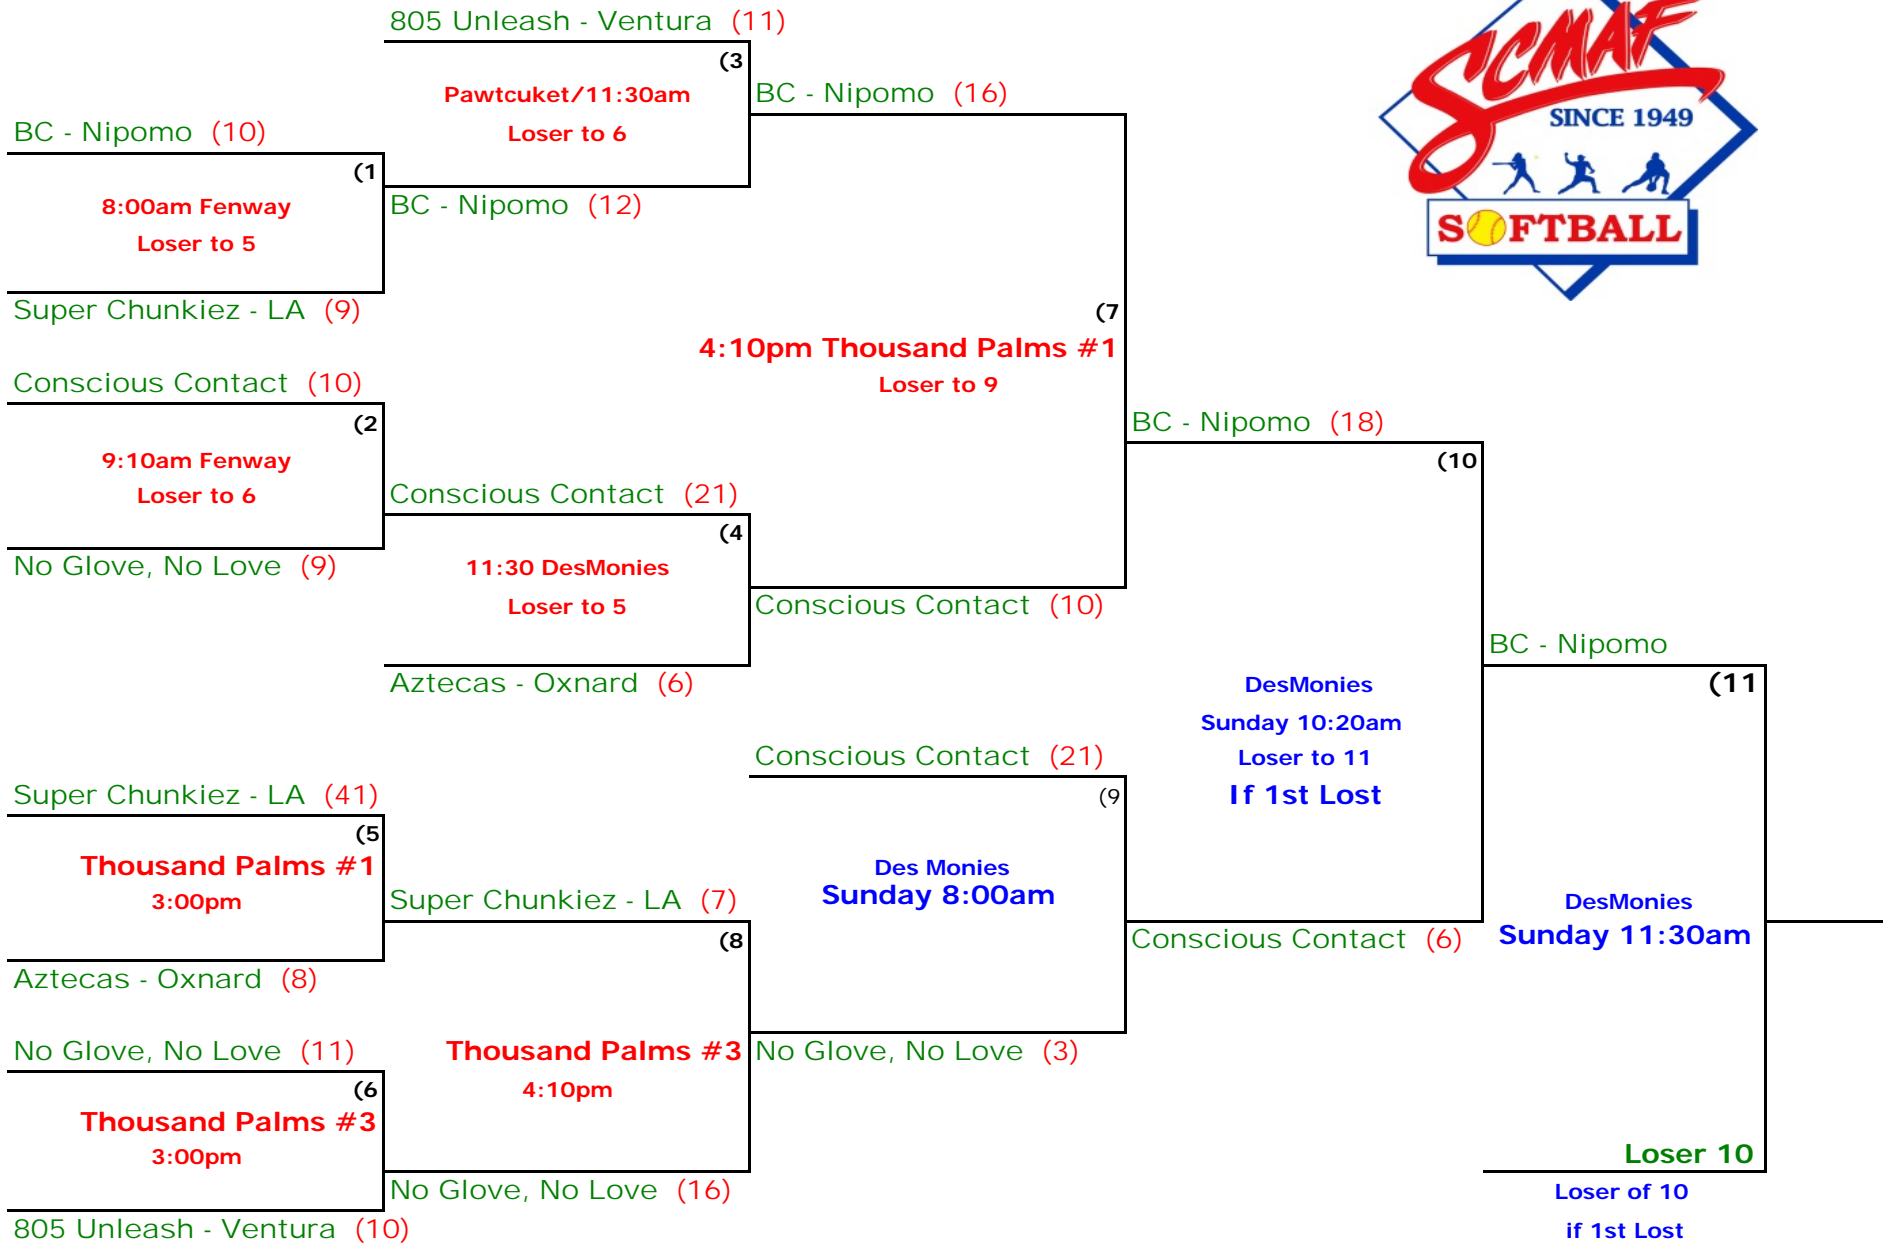 805 Unleash - Ventura (11)
(3
Pawtcuket/11:30am
Loser to 6
BC - Nipomo (16)
SCMAF
SINCE 1949
SOFTBALL
BC - Nipomo (10)
(1
8:00am Fenway
Loser to 5
BC - Nipomo (12)
Super Chunkiez - LA (9)
(7
4:10pm Thousand Palms #1
Loser to 9
Conscious Contact (10)
(2
9:10am Fenway
Loser to 6
BC - Nipomo (18)
(10
Conscious Contact (21)
(4
11:30 DesMonies
Loser to 5
No Glove, No Love (9)
Conscious Contact (10)
BC - Nipomo
(11
Aztecas - Oxnard (6)
DesMonies
Sunday 10:20am
Loser to 11
If 1st Lost
Conscious Contact (21)
(9
Des Monies
Sunday 8:00am
Super Chunkiez - LA (41)
(5
Thousand Palms #1
3:00pm
Super Chunkiez - LA (7)
(8
DesMonies
Sunday 11:30am
Conscious Contact (6)
Aztecas - Oxnard (8)
No Glove, No Love (11)
(6
Thousand Palms #3
3:00pm
Thousand Palms #3
4:10pm
No Glove, No Love (3)
Loser 10
Loser of 10
if 1st Lost
No Glove, No Love (16)
805 Unleash - Ventura (10)